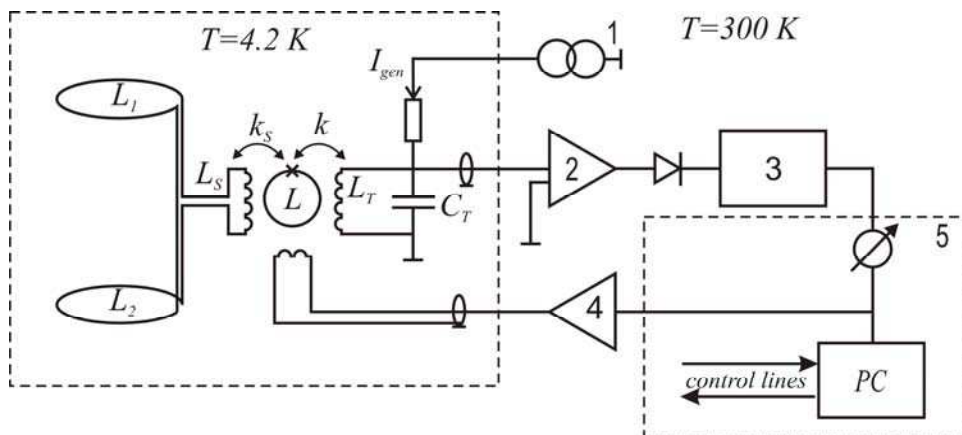 T=4.2 K
1
T=300 K
I_gen
L_1
k_S
k
L_S
L
L_T
C_T
2
3
5
L_2
4
control lines
PC